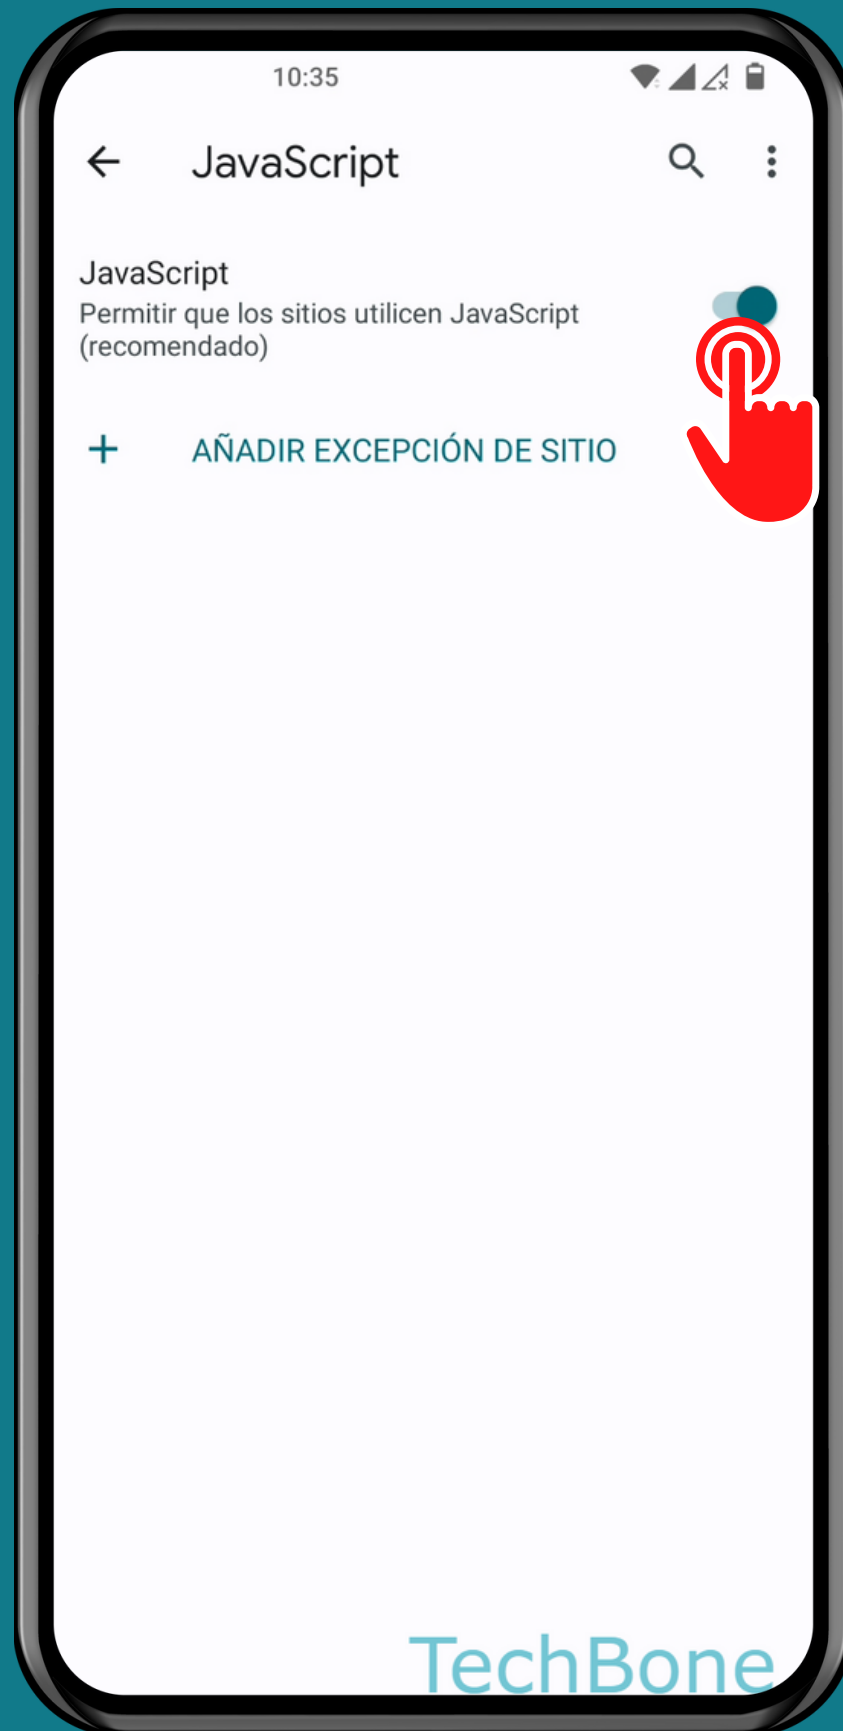 10:35
JavaScript
JavaScript
Permitir que los sitios utilicen JavaScript
(recomendado)
AÑADIR EXCEPCIÓN DE SITIO
TechBone